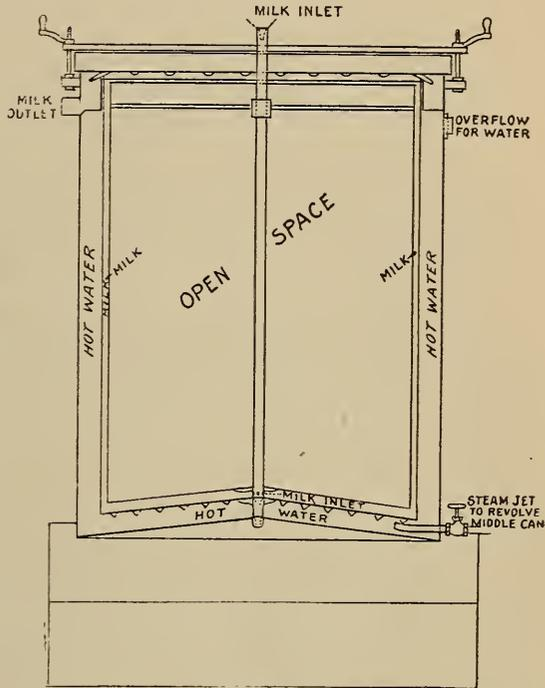 MILK INLET
MILK
OUTLET
OVERFLOW
FOR WATER
HOT WATER
MILK
MILK
OPEN
SPACE
MILK
HOT WATER
MILK INLET
HOT
WATER
STEAM JET
TO REVOLVE
MIDDLE CAN